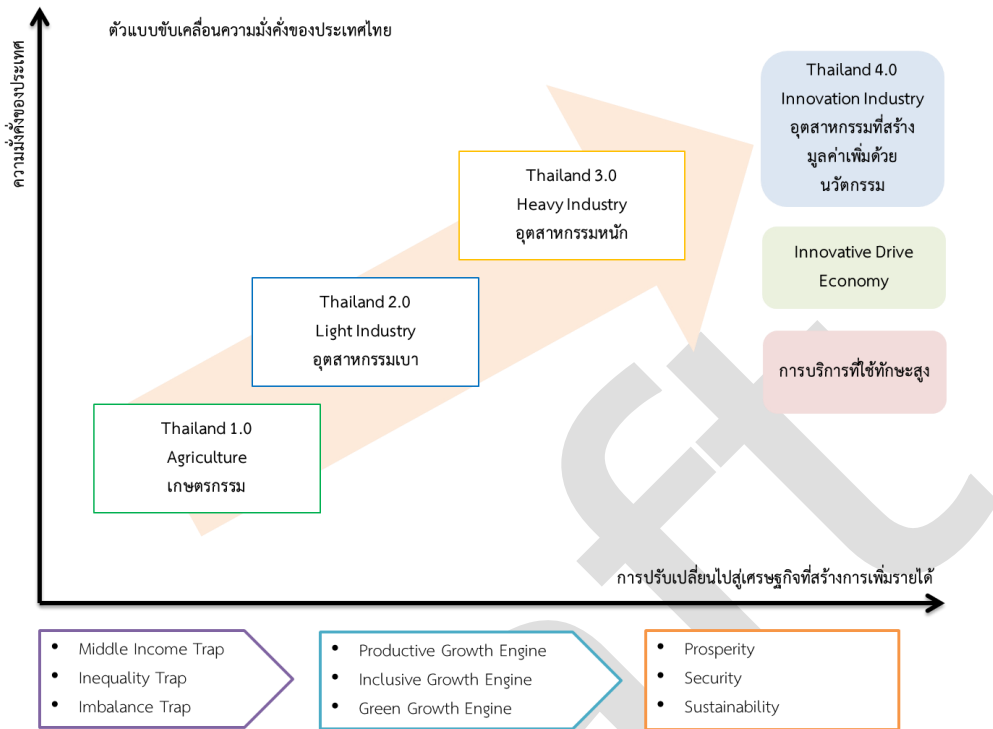 ตัวแบบขับเคลื่อนความมั่งคั่งของประเทศไทย
ความมั่งคั่งของประเทศ
Thailand 4.0
Innovation Industry
อุตสาหกรรมที่สร้าง
มูลค่าเพิ่มด้วย
นวัตกรรม
Thailand 3.0
Heavy Industry
อุตสาหกรรมหนัก
Innovative Drive
Economy
Thailand 2.0
Light Industry
อุตสาหกรรมเบา
การบริการที่ใช้ทักษะสูง
Thailand 1.0
Agriculture
เกษตรกรรม
การปรับเปลี่ยนไปสู่เศรษฐกิจที่สร้างการเพิ่มรายได้
• Middle Income Trap
• Inequality Trap
• Imbalance Trap
• Productive Growth Engine
• Inclusive Growth Engine
• Green Growth Engine
• Prosperity
• Security
• Sustainability